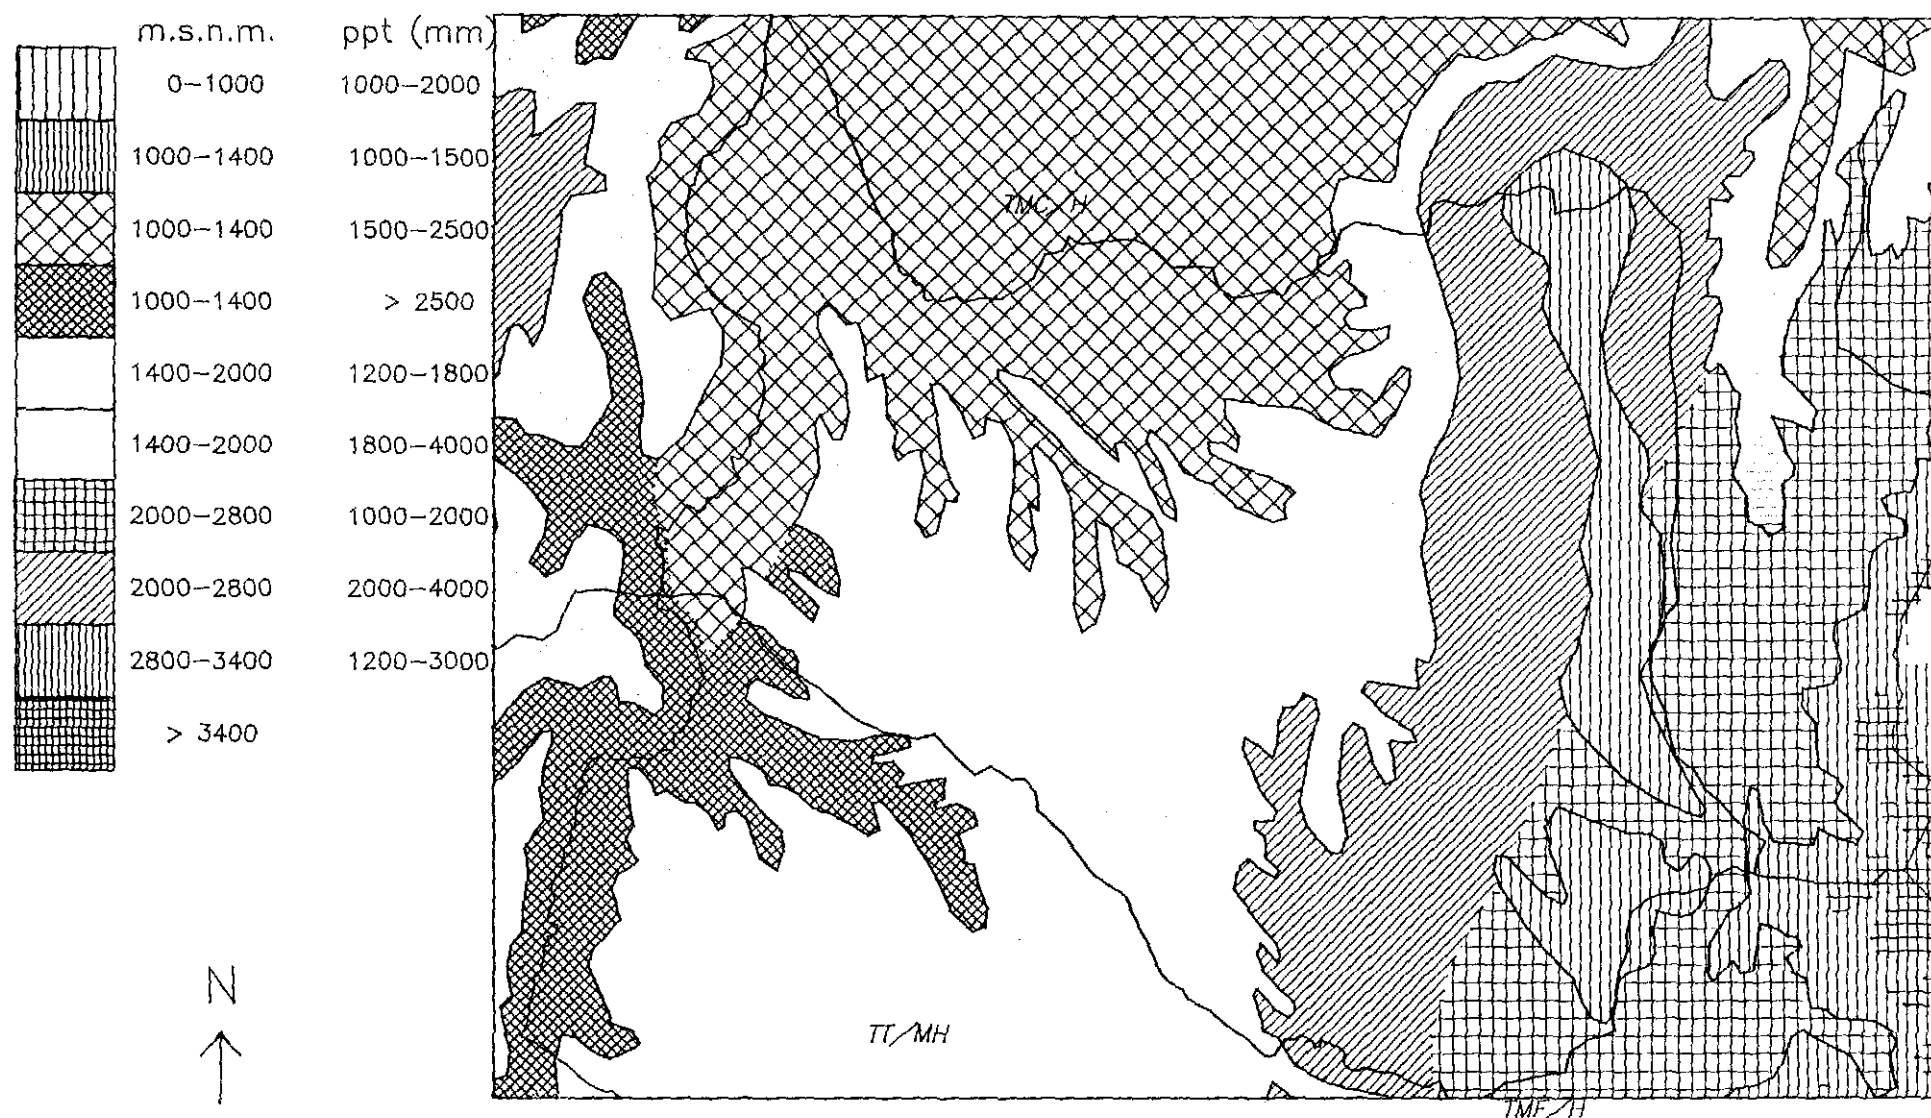 m.s.n.m. ppt (mm)
0-1000 1000-2000
1000-1400 1000-1500
1000-1400 1500-2500
1000-1400 > 2500
1400-2000 1200-1800
1400-2000 1800-4000
2000-2800 1000-2000
2000-2800 2000-4000
2800-3400 1200-3000
> 3400
TMC/H
N
TT/MH
TMF/H